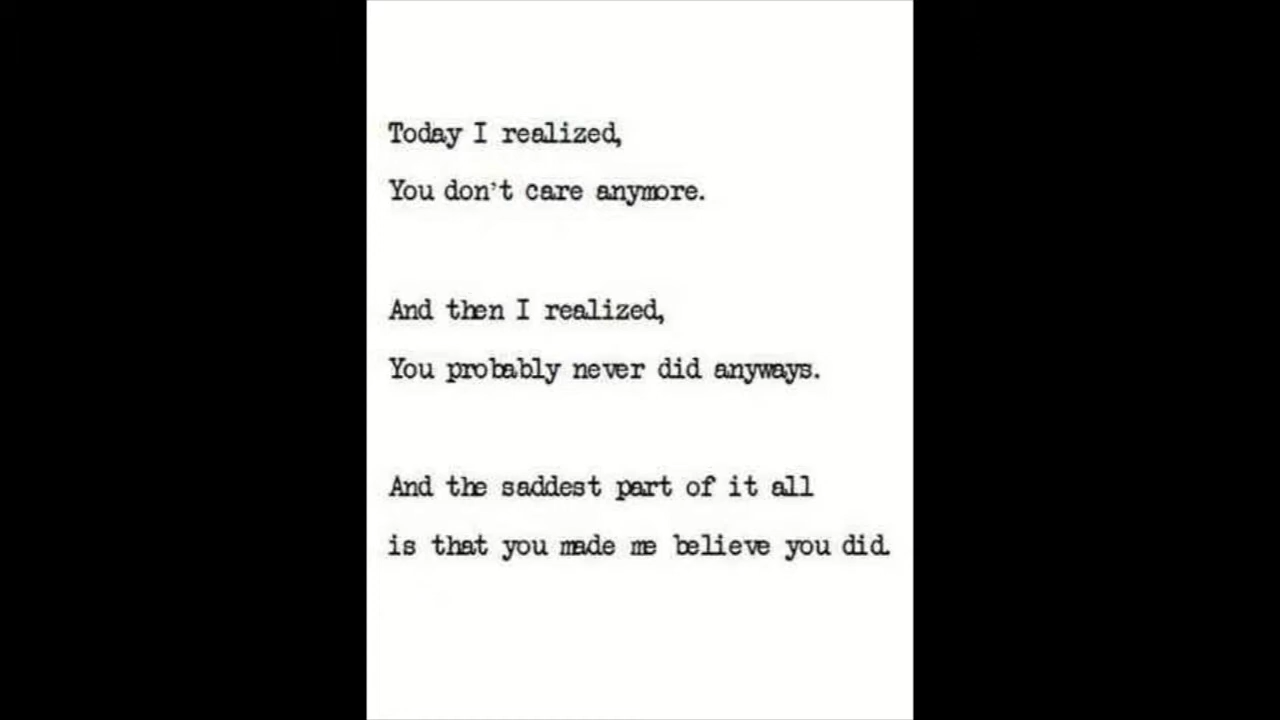 Today I realized,
You don't care anymore.
And then I realized,
You probably never did anyways.
And the saddest part of it all
is that you made me believe you did.